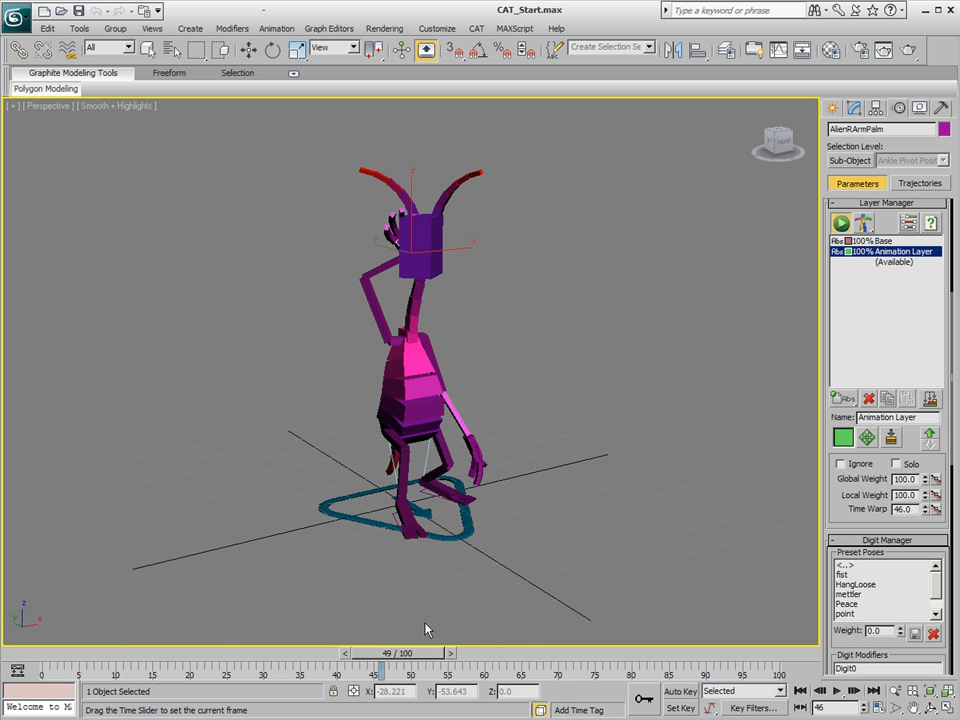 CAT_Start.max
Type a keyword or phrase
Edit Tools Group Views Create Modifiers Animation Graph Editors Rendering Customize CAT MAXScript Help
All View Create Selection Se
Graphite Modeling Tools Freeform Selection
Polygon Modeling
[ + ] [ Perspective ] [ Smooth + Highlights ]
AlienRArmPalm
Selection Level:
Sub-Object Ankle Pivot Posit
Parameters Trajectories
Layer Manager
Abs 100% Base
Abs 100% Animation Layer
(Available)
Abs
Name: Animation Layer
Ignore Solo
Global Weight 100.0
Local Weight 100.0
Time Warp 46.0
Digit Manager
Preset Poses
<..>
fist
HangLoose
mettler
Peace
point
Weight: 0.0
Digit Modifiers
Digit0
z
x
z
y
x
< 49 / 100 >
0 5 10 15 20 25 30 35 40 45 50 55 60 65 70 75 80 85 90 95 100
1 Object Selected X: -28.221 Y: -53.643 Z: 0.0 Auto Key Selected
Welcome to M Drag the Time Slider to set the current frame Add Time Tag Set Key Key Filters... 46